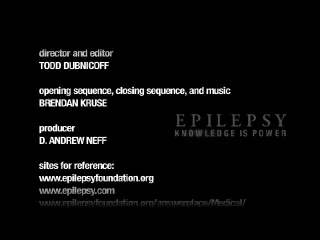 director and editor
TODD DUBNICOFF
opening sequence, closing sequence, and music
BRENDAN KRUSE
EPILEPSY
KNOWLEDGE IS POWER
producer
D. ANDREW NEFF
sites for reference:
www.epilepsyfoundation.org
www.epilepsy.com
www.epilepsyfoundation.org/answerplace/Medical/